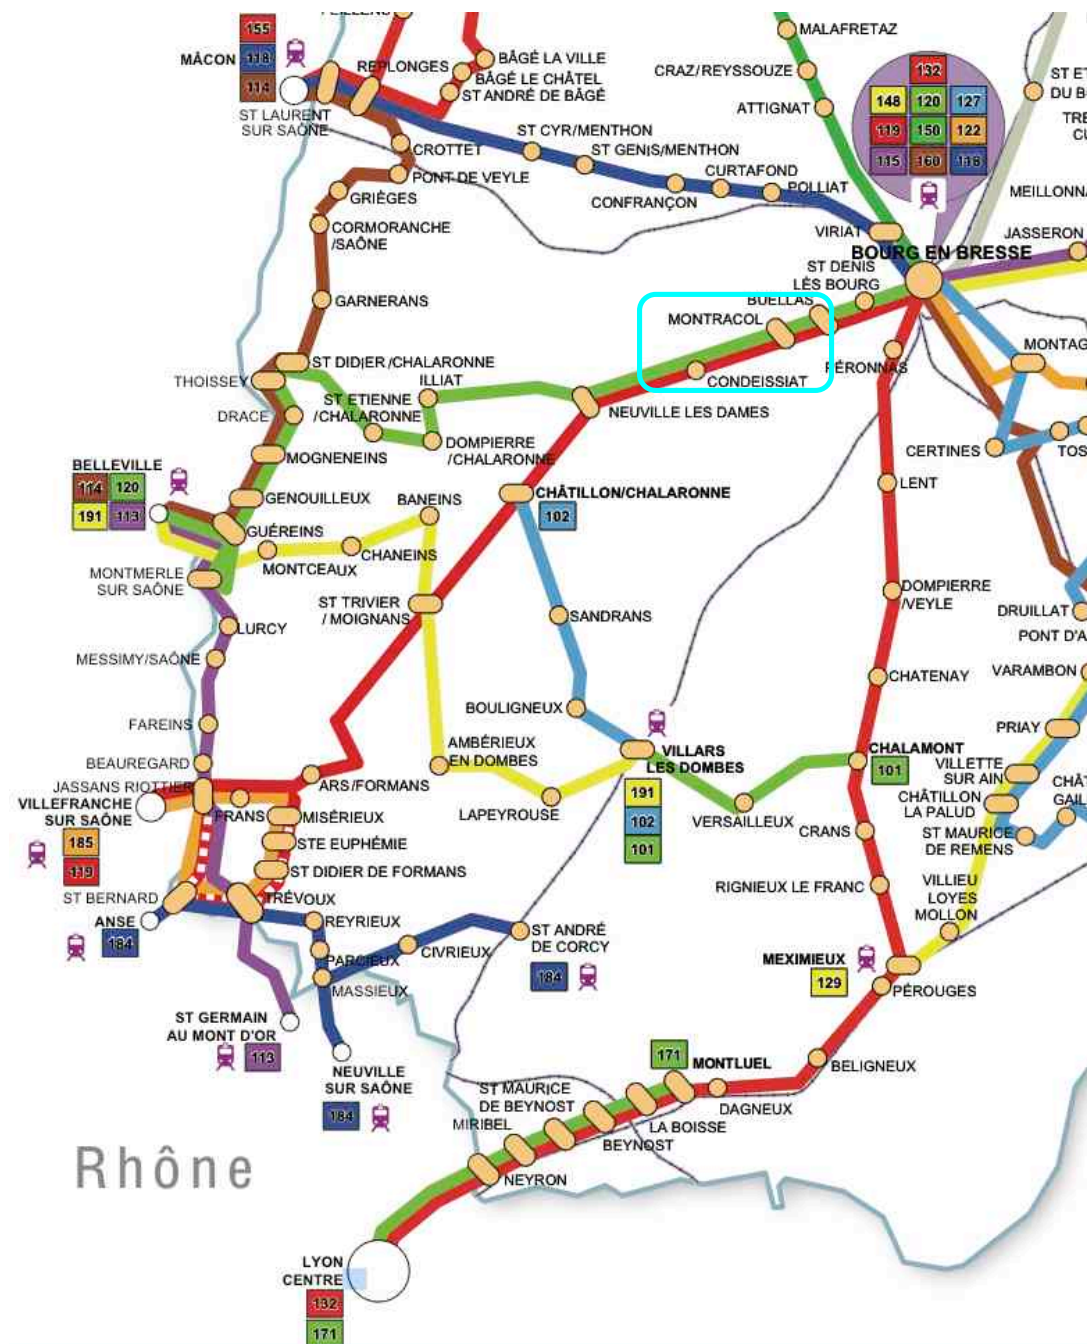 155
118
114
MÂCON
REPLONGES
BÂGÉ LA VILLE
BÂGÉ LE CHÂTEL
ST ANDRÉ DE BÂGÉ
ST LAURENT
SUR SAÔNE
CROTTET
PONT DE VEYLE
GRIÈGES
CORMORANCHE
/SAÔNE
GARNERANS
ST CYR/MENTHON
ST GENIS/MENTHON
CONFRANÇON
CURTAFOND
POLLIAT
VIRIAT
MALAFRETAZ
CRAZ/REYSSOUZE
ATTIGNAT
132
148 120 127
119 150 122
115 160 118
JASSERON
BOURG EN BRESSE
ST DENIS
LÈS BOURG
BUELLAS
MONTRACOL
CONDEISSIAT
PÉRONNAS
NEUVILLE LES DAMES
ST DIDIER /CHALARONNE
ILLIAT
ST ETIENNE
/CHALARONNE
DOMPIERRE
/CHALARONNE
THOISSEY
DRACE
MOGNENEINS
GENOUILLEUX
GUÉREINS
BELLEVILLE
114 120
191 113
MONTCEAUX
CHANEINS
BANEINS
CHÂTILLON/CHALARONNE
102
MONTMERLE
SUR SAÔNE
LURCY
MESSIMY/SAÔNE
FAREINS
BEAUREGARD
JASSANS RIOTTIER
ST TRIVIER
/ MOIGNANS
SANDRANS
BOULIGNEUX
AMBÉRIEUX
EN DOMBES
LAPEYROUSE
VILLARS
LES DOMBES
191
102
101
VERSAILLEUX
CHALAMONT
101
CERTINES
LENT
DOMPIERRE
/VEYLE
CHATENAY
DRUILLAT
VARAMBON
PRIAY
VILLETTE
SUR AIN
CHÂTILLON
LA PALUD
ST MAURICE
DE REMENS
VILLIEU
LOYES
MOLLON
CRANS
RIGNIEUX LE FRANC
MEXIMIEUX
129
PÉROUGES
BELIGNEUX
DAGNEUX
171
MONTLUEL
LA BOISSE
BEYNOST
ST MAURICE
DE BEYNOST
MIRIBEL
NEYRON
VILLEFRANCHE
SUR SAÔNE
185
119
ARS/FORMANS
FRANS
MISÉRIEUX
STE EUPHÉMIE
ST DIDIER DE FORMANS
ST BERNARD
TRÉVOUX
ANSE
184
REYRIEUX
PARCIEUX
MASSIEUX
CIVRIEUX
ST ANDRÉ
DE CORCY
184
ST GERMAIN
AU MONT D'OR
113
NEUVILLE
SUR SAÔNE
184
Rhône
LYON
CENTRE
132
171